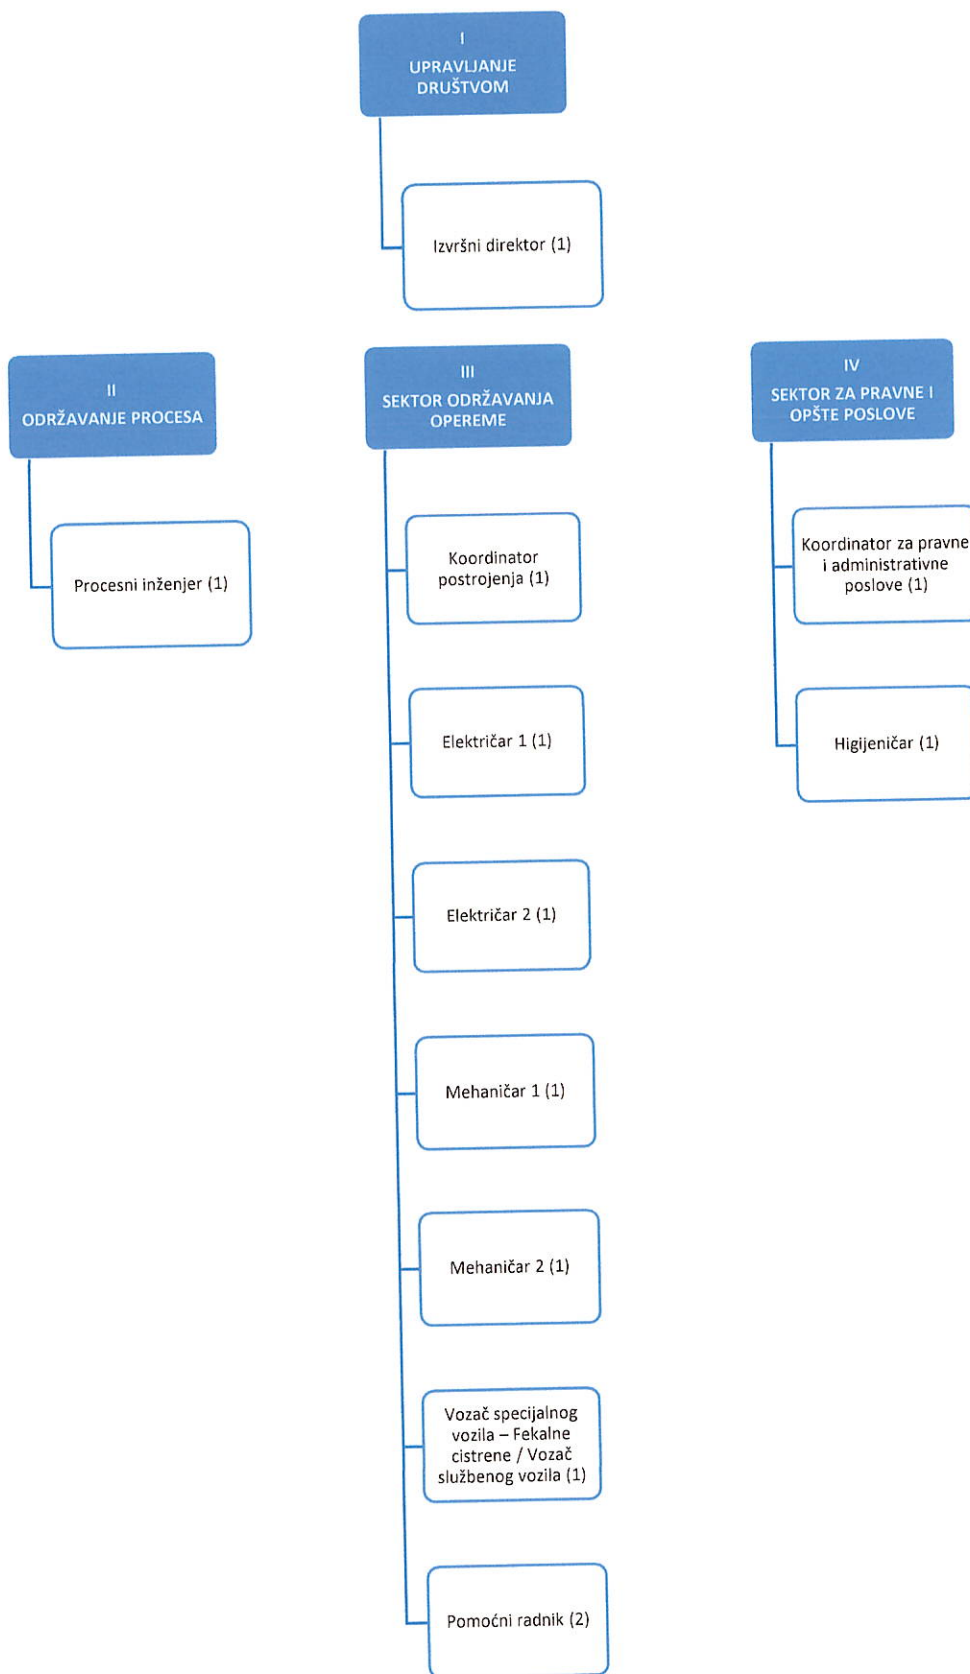 I
UPRAVLJANJE
DRUŠTVOM
Izvršni direktor (1)
II
ODRŽAVANJE PROCESA
Procesni inženjer (1)
III
SEKTOR ODRŽAVANJA
OPEREME
Koordinator
postrojenja (1)
Električar 1 (1)
Električar 2 (1)
Mehaničar 1 (1)
Mehaničar 2 (1)
Vozač specijalnog
vozila – Fekalne
cistrene / Vozač
službenog vozila (1)
Pomoćni radnik (2)
IV
SEKTOR ZA PRAVNE I
OPŠTE POSLOVE
Koordinator za pravne
i administrativne
poslove (1)
Higijeničar (1)